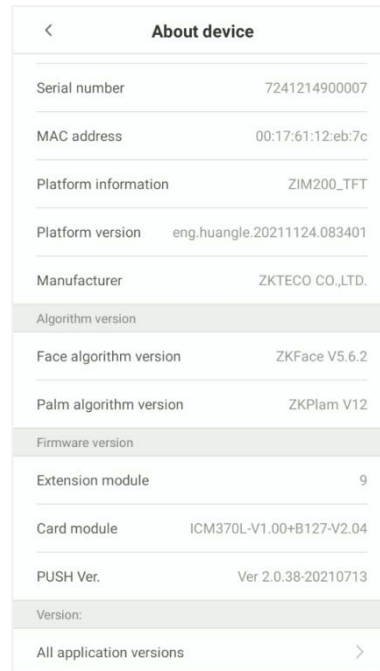 About device
Serial number 7241214900007
MAC address 00:17:61:12:eb:7c
Platform information ZIM200_TFT
Platform version eng.huangle.20211124.083401
Manufacturer ZKTECO CO.,LTD.
Algorithm version
Face algorithm version ZKFace V5.6.2
Palm algorithm version ZKPlam V12
Firmware version
Extension module 9
Card module ICM370L-V1.00+B127-V2.04
PUSH Ver. Ver 2.0.38-20210713
Version:
All application versions